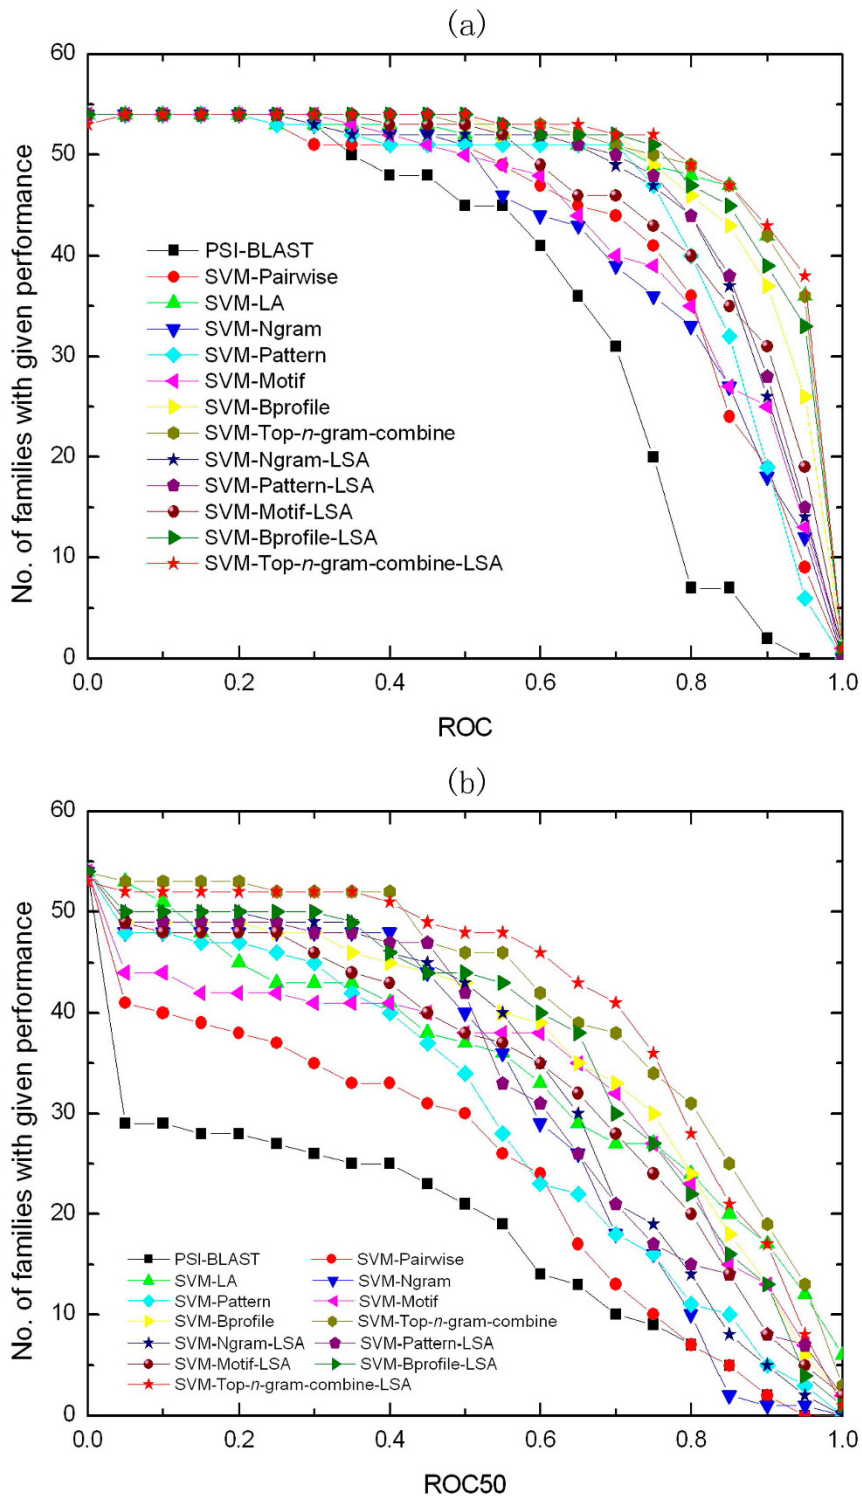 (a)
60
50
40
30
20
10
0
No. of families with given performance
PSI-BLAST
SVM-Pairwise
SVM-LA
SVM-Ngram
SVM-Pattern
SVM-Motif
SVM-Bprofile
SVM-Top-n-gram-combine
SVM-Ngram-LSA
SVM-Pattern-LSA
SVM-Motif-LSA
SVM-Bprofile-LSA
SVM-Top-n-gram-combine-LSA
0.0 0.2 0.4 0.6 0.8 1.0
ROC
(b)
60
50
40
30
20
10
0
No. of families with given performance
PSI-BLAST SVM-Pairwise
SVM-LA SVM-Ngram
SVM-Pattern SVM-Motif
SVM-Bprofile SVM-Top-n-gram-combine
SVM-Ngram-LSA SVM-Pattern-LSA
SVM-Motif-LSA SVM-Bprofile-LSA
SVM-Top-n-gram-combine-LSA
0.0 0.2 0.4 0.6 0.8 1.0
ROC50